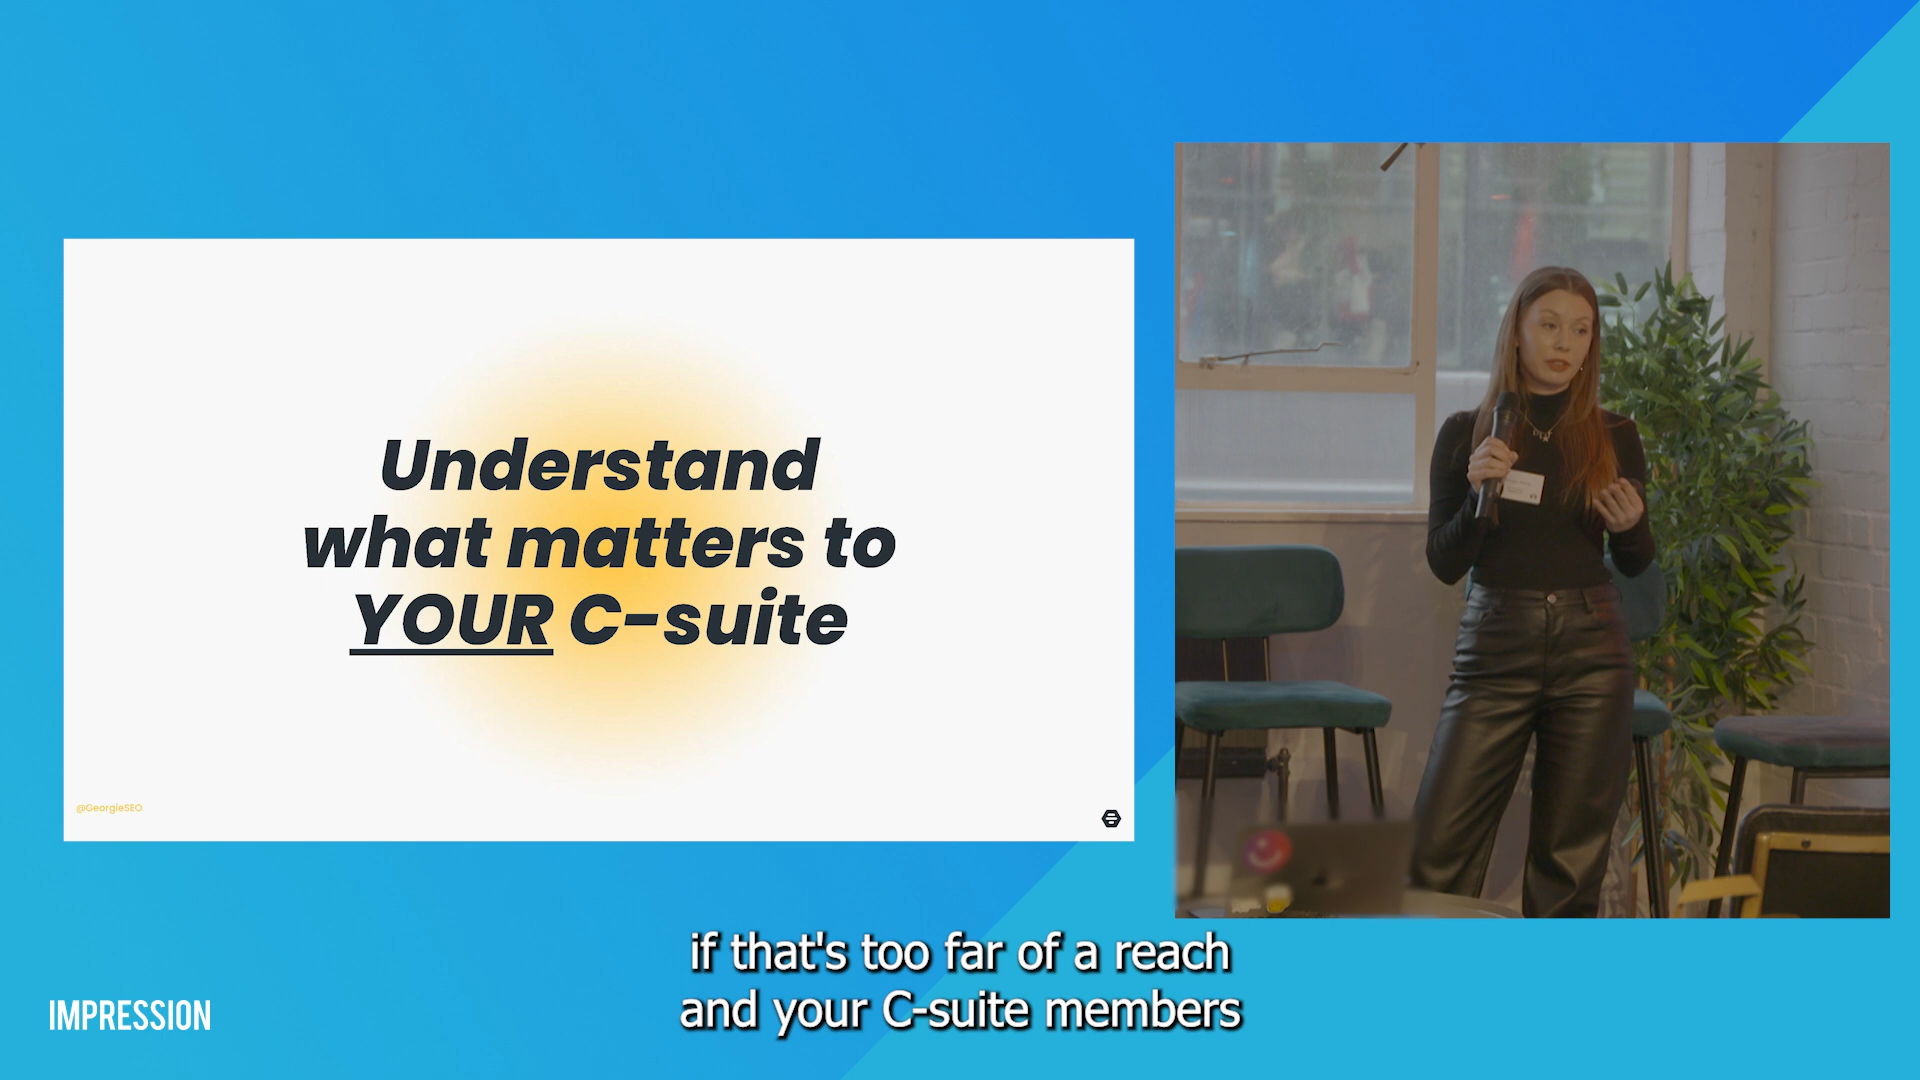 Understand
what matters to
YOUR C-suite
@GeorgieSEO
if that's too far of a reach
and your C-suite members
IMPRESSION